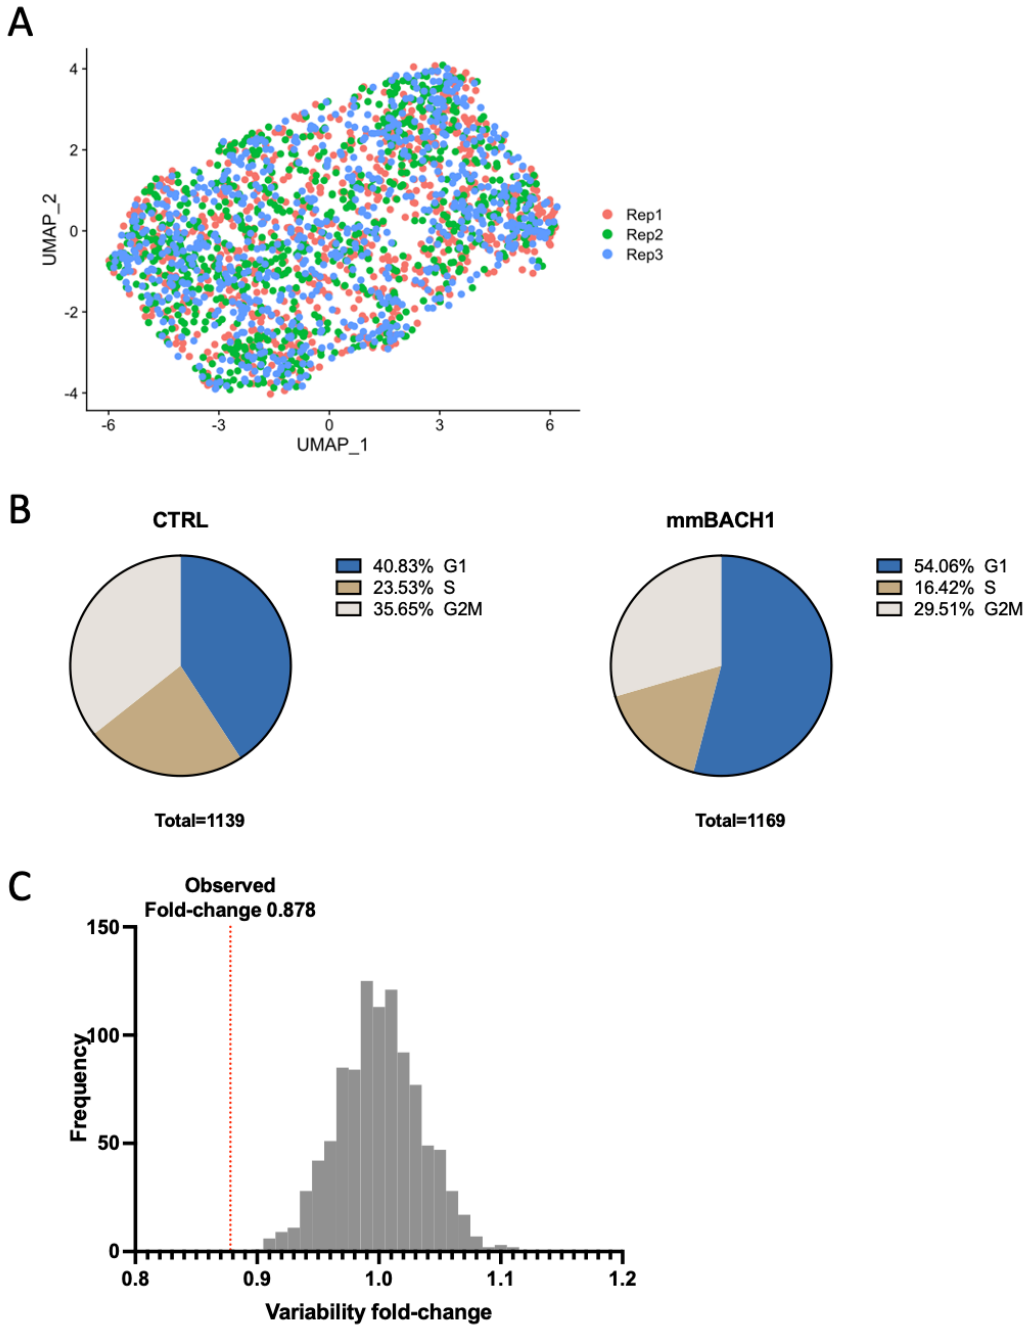 A
4
2
0
-2
-4
UMAP_2
-6 -3 0 3 6
UMAP_1
Rep1
Rep2
Rep3
B
CTRL
40.83% G1
23.53% S
35.65% G2M
Total=1139
mmBACH1
54.06% G1
16.42% S
29.51% G2M
Total=1169
C
Observed
Fold-change 0.878
150
100
50
0
Frequency
0.8 0.9 1.0 1.1 1.2
Variability fold-change